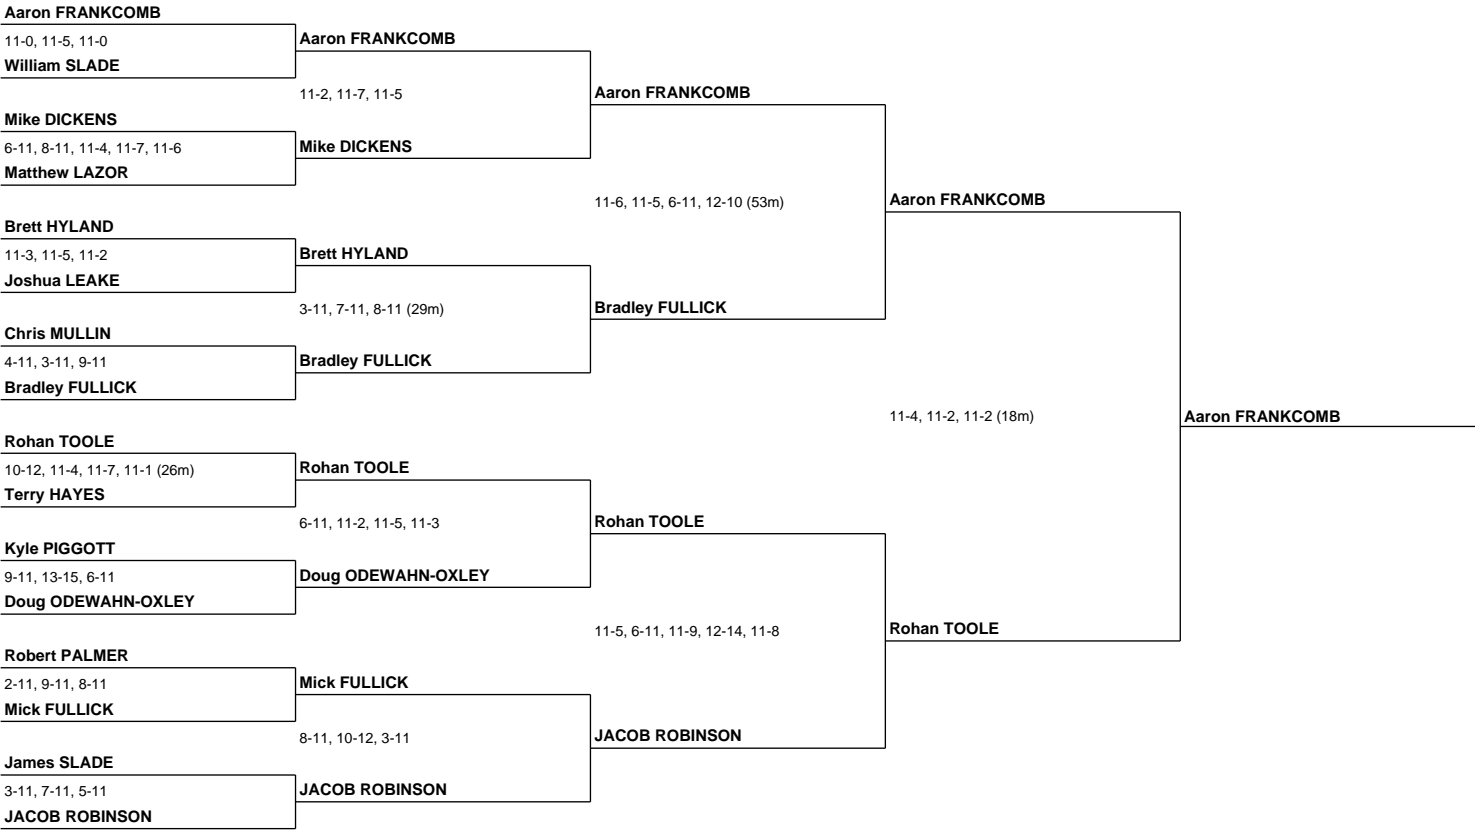 Aaron FRANKCOMB
11-0, 11-5, 11-0
William SLADE
Mike DICKENS
6-11, 8-11, 11-4, 11-7, 11-6
Matthew LAZOR
Brett HYLAND
11-3, 11-5, 11-2
Joshua LEAKE
Chris MULLIN
4-11, 3-11, 9-11
Bradley FULLICK
Rohan TOOLE
10-12, 11-4, 11-7, 11-1 (26m)
Terry HAYES
Kyle PIGGOTT
9-11, 13-15, 6-11
Doug ODEWAHN-OXLEY
Robert PALMER
2-11, 9-11, 8-11
Mick FULLICK
James SLADE
3-11, 7-11, 5-11
JACOB ROBINSON
Aaron FRANKCOMB
11-2, 11-7, 11-5
Mike DICKENS
Brett HYLAND
3-11, 7-11, 8-11 (29m)
Bradley FULLICK
Rohan TOOLE
6-11, 11-2, 11-5, 11-3
Doug ODEWAHN-OXLEY
Mick FULLICK
8-11, 10-12, 3-11
JACOB ROBINSON
Aaron FRANKCOMB
11-6, 11-5, 6-11, 12-10 (53m)
Bradley FULLICK
Rohan TOOLE
11-5, 6-11, 11-9, 12-14, 11-8
JACOB ROBINSON
Aaron FRANKCOMB
11-4, 11-2, 11-2 (18m)
Rohan TOOLE
Aaron FRANKCOMB